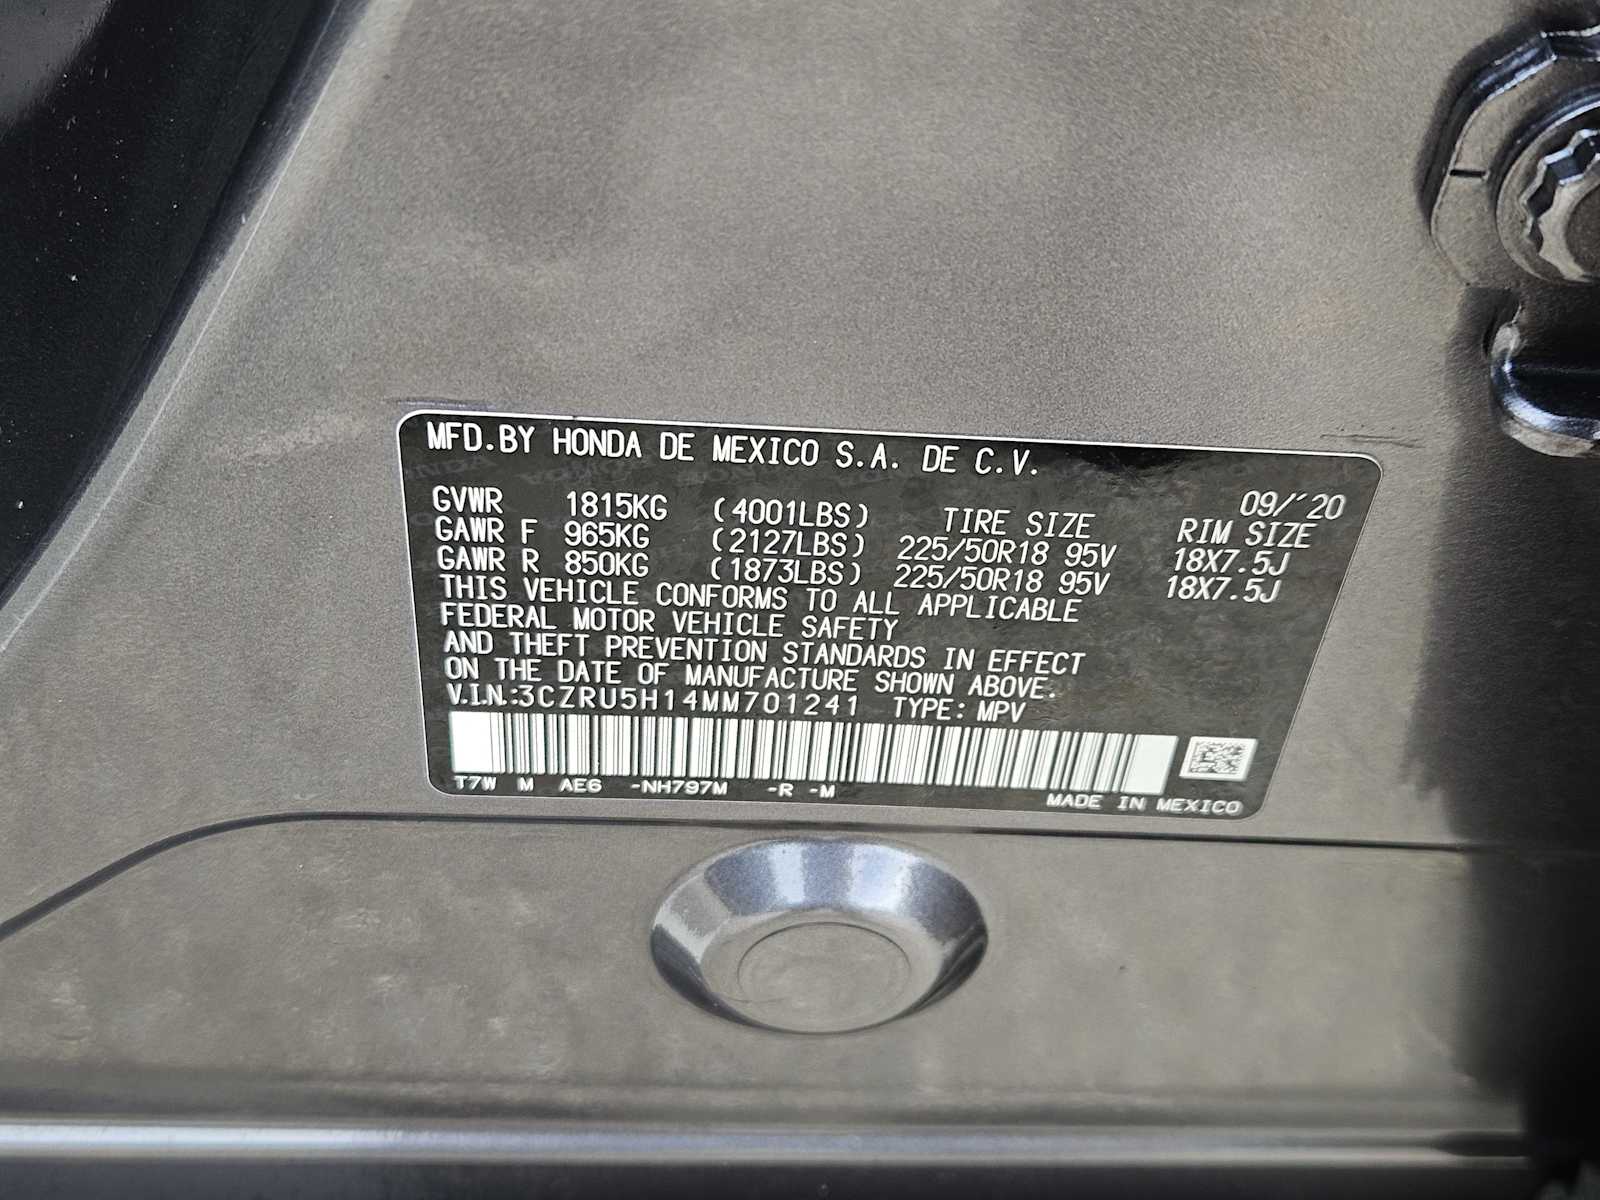 MFD.BY HONDA DE MEXICO S.A. DE C.V.
09/'20
GVWR 1815KG (4001LBS) TIRE SIZE RIM SIZE
GAWR F 965KG (2127LBS) 225/50R18 95V 18X7.5J
GAWR R 850KG (1873LBS) 225/50R18 95V 18X7.5J
THIS VEHICLE CONFORMS TO ALL APPLICABLE
FEDERAL MOTOR VEHICLE SAFETY
AND THEFT PREVENTION STANDARDS IN EFFECT
ON THE DATE OF MANUFACTURE SHOWN ABOVE.
V.I.N.:3CZRU5H14MM701241 TYPE: MPV
T7W M AE6 -NH797M -R -M
MADE IN MEXICO